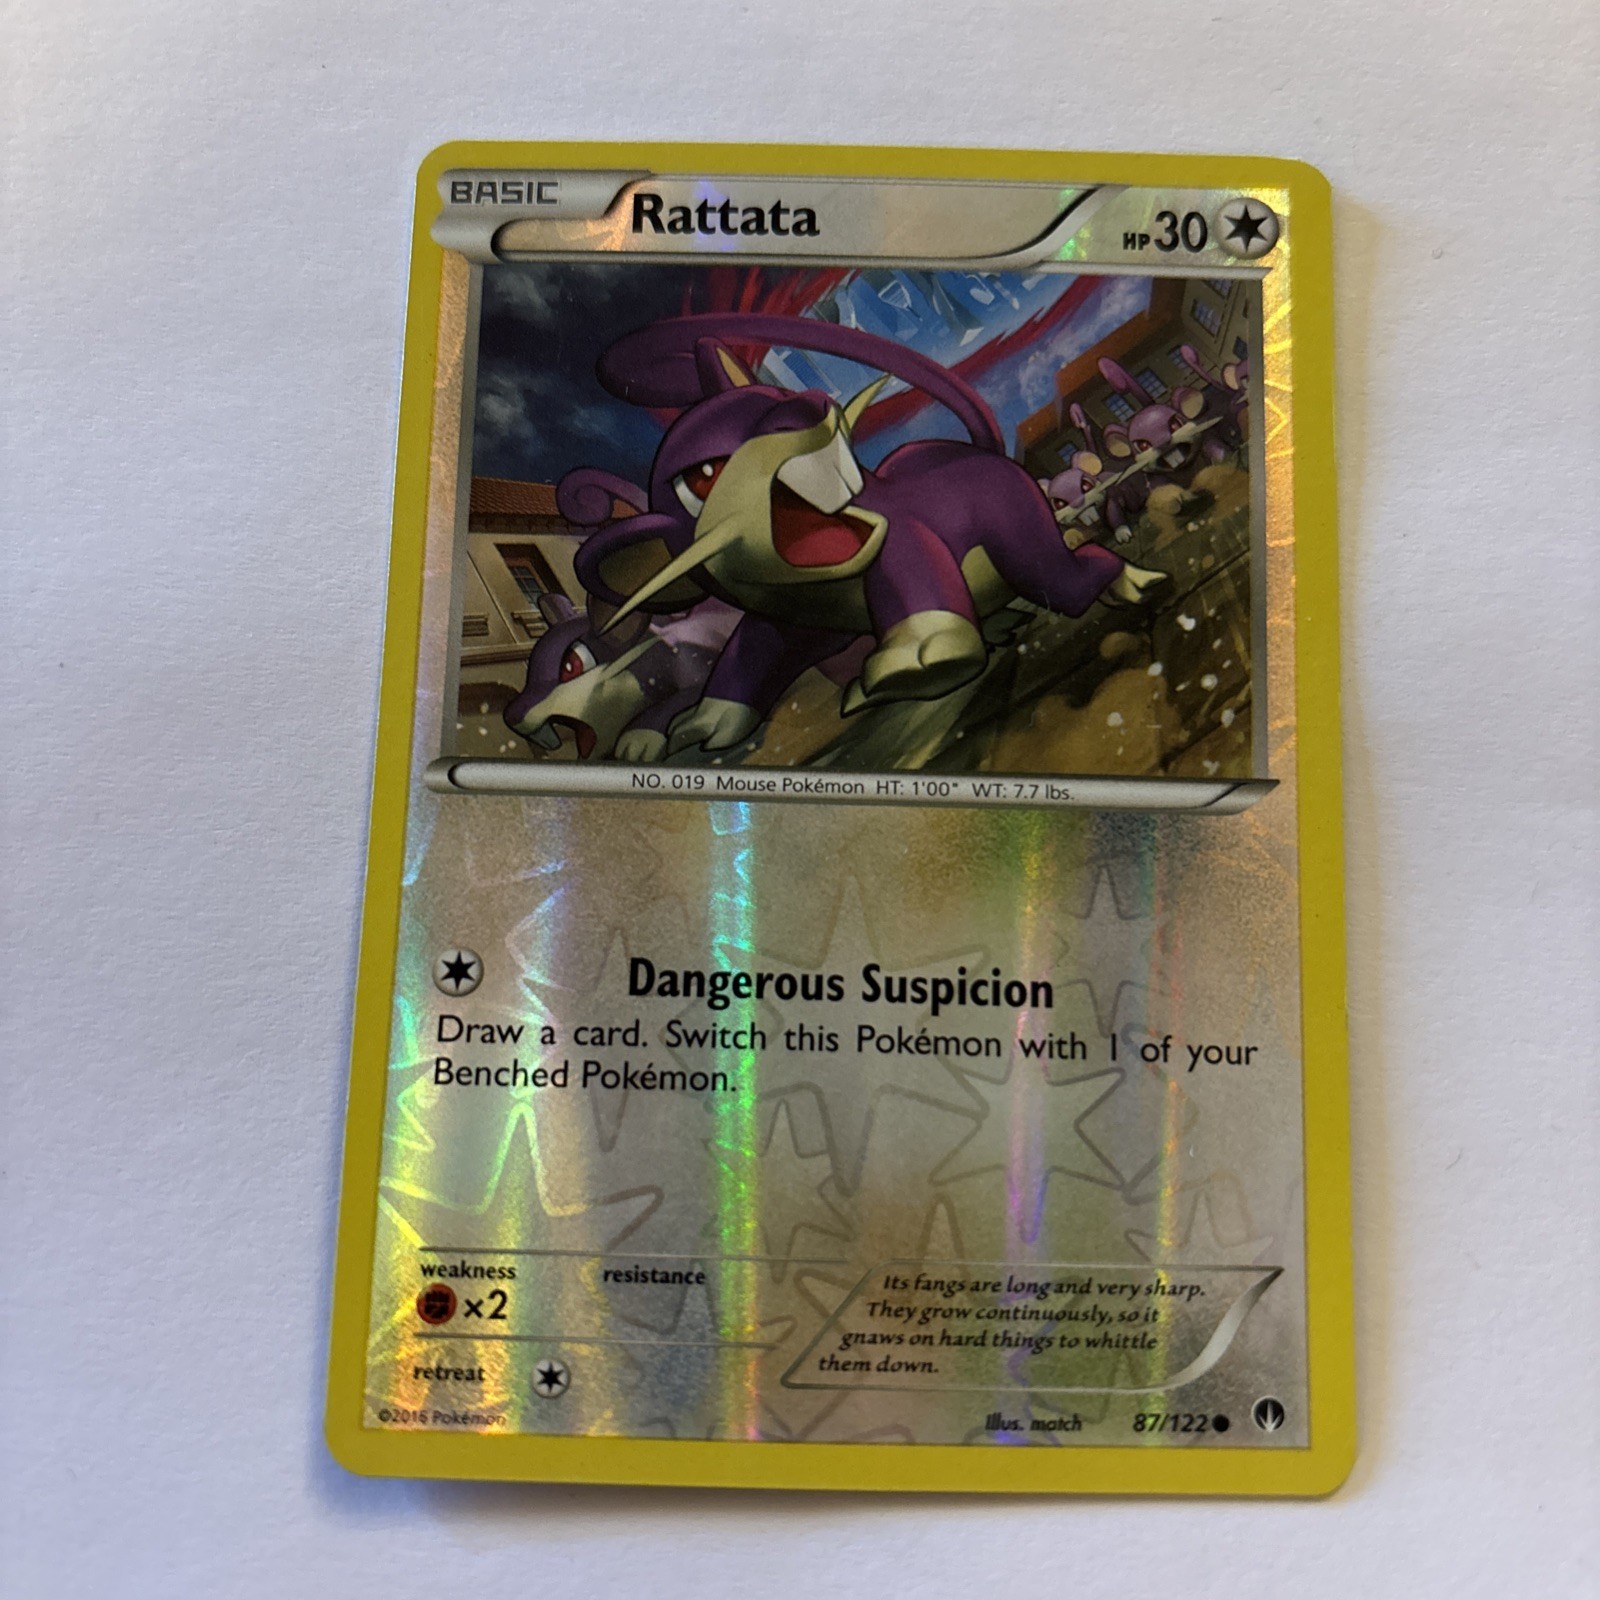 BASIC Rattata HP30
NO. 019 Mouse Pokémon HT: 1'00" WT: 7.7 lbs.
Dangerous Suspicion
Draw a card. Switch this Pokémon with 1 of your
Benched Pokémon.
weakness resistance
×2
retreat
Its fangs are long and very sharp.
They grow continuously, so it
gnaws on hard things to whittle
them down.
©2016 Pokémon Illus. match 87/122